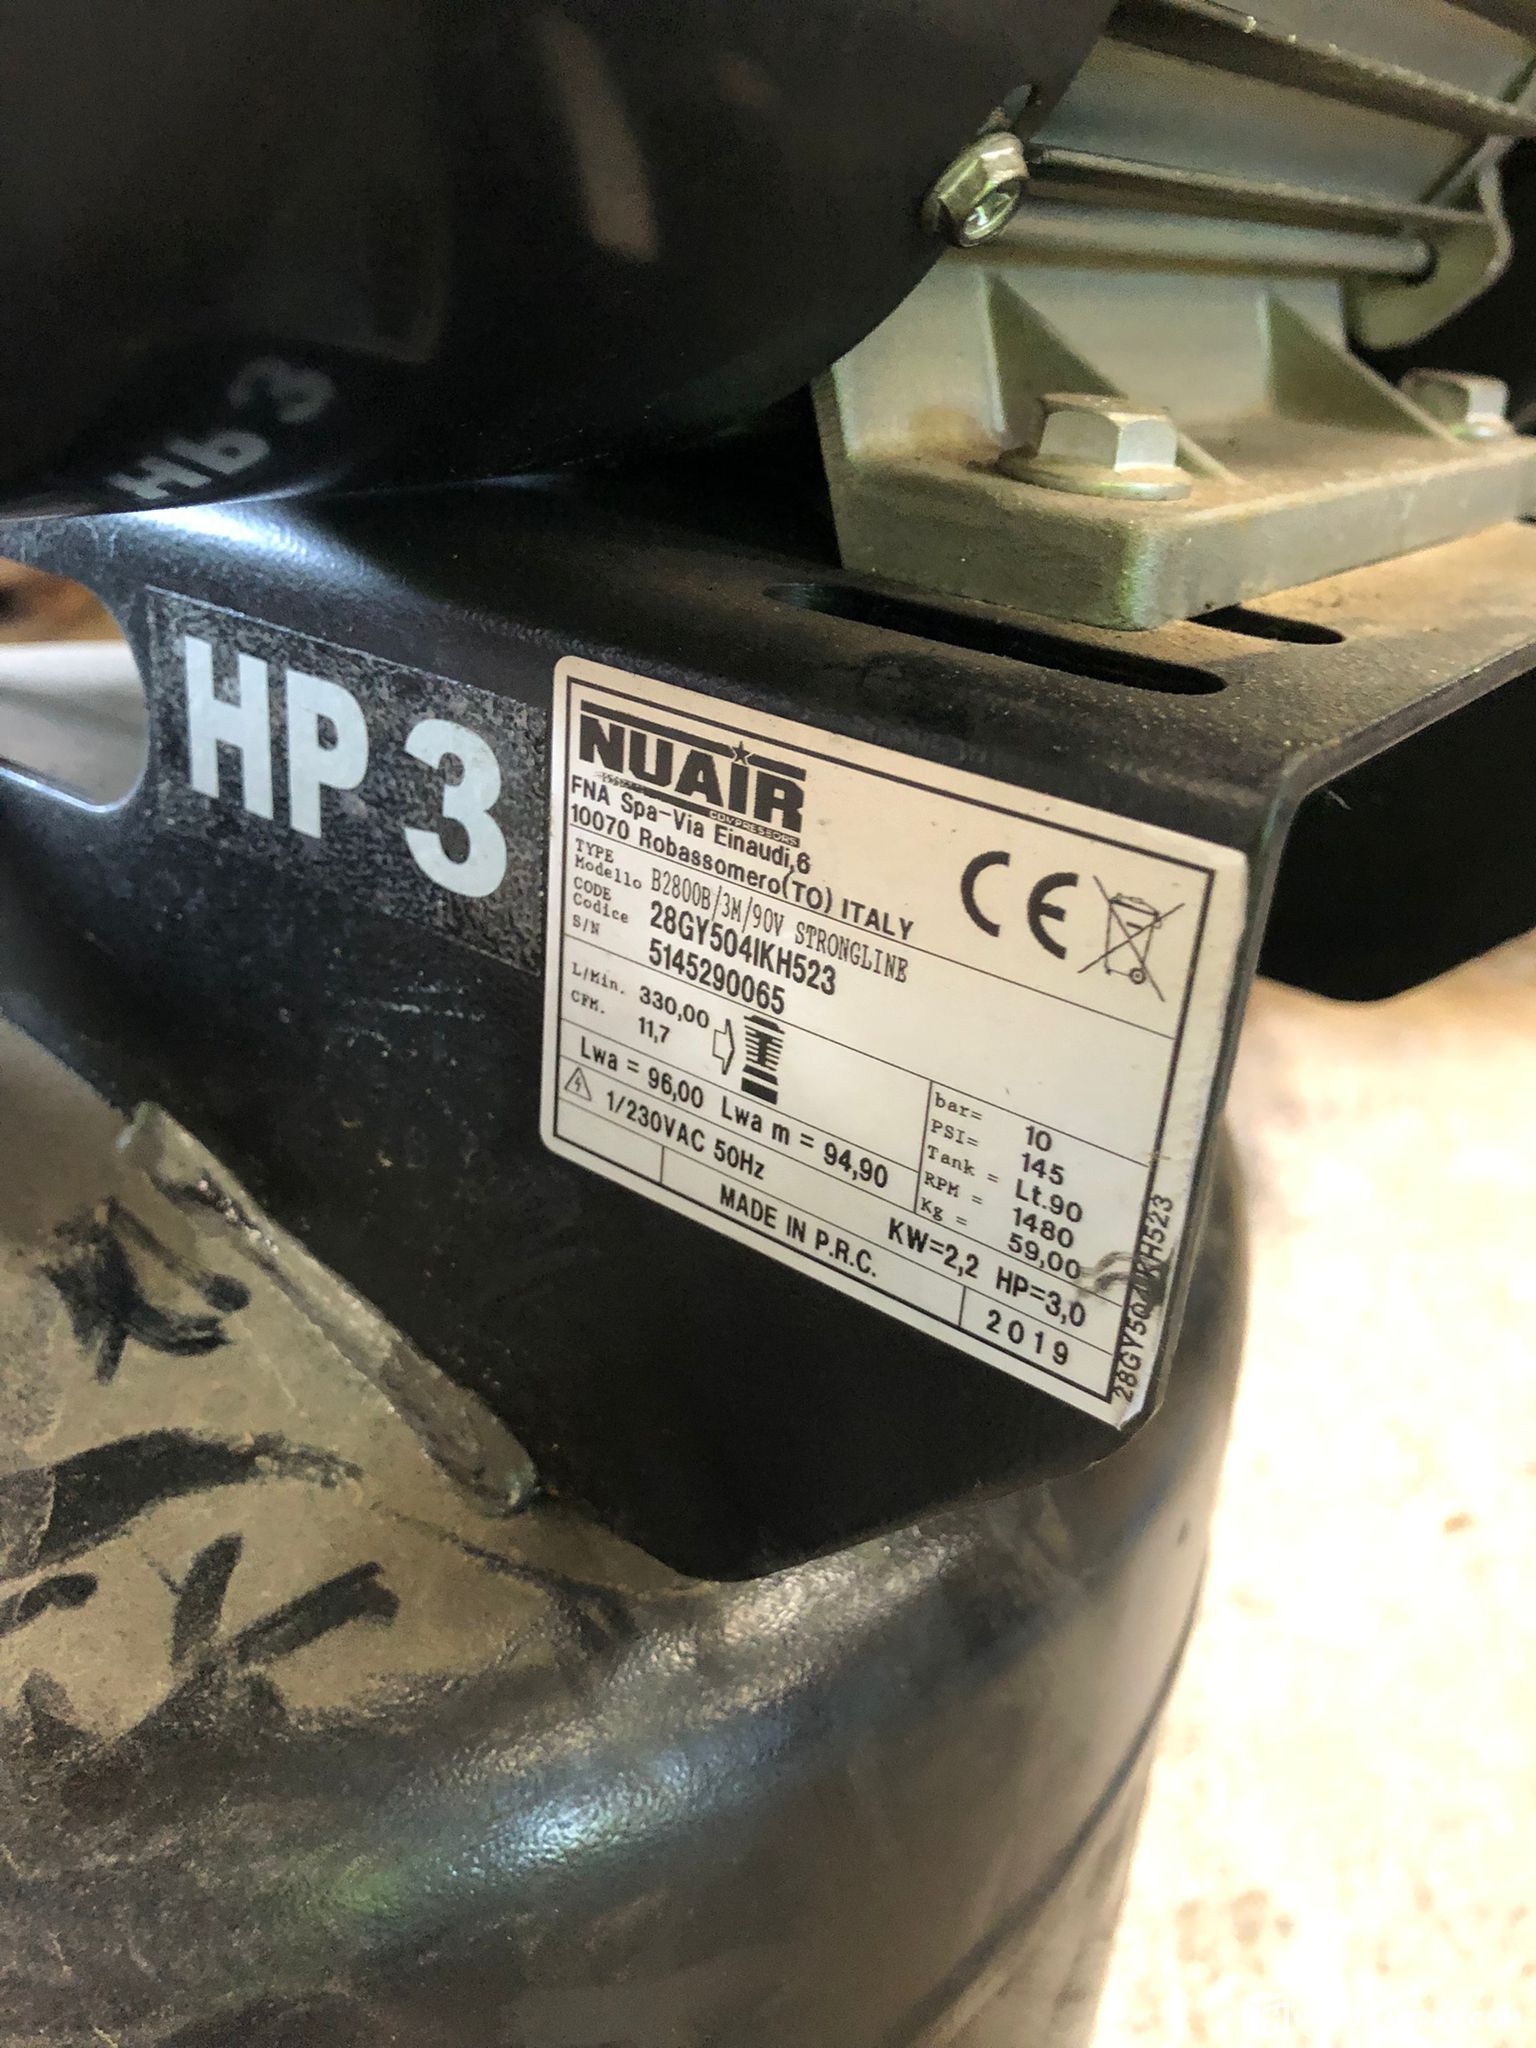 HP 3
HP 3
NUAIR
COMPRESSORS
FNA Spa-Via Einaudi,6
10070 Robassomero(TO) ITALY
CE
TYPE
Modello B2800B/3M/90V STRONGLINE
CODE
Codice 28GY504IKH523
S/N 5145290065
L/Min. 330,00
CFM. 11,7
Lwa = 96,00 Lwa m = 94,90
bar= 10
PSI= 145
Tank = Lt.90
RPM = 1480
Kg = 59,00
1/230VAC 50Hz KW=2,2 HP=3,0
MADE IN P.R.C. 2019
28GY504IKH523